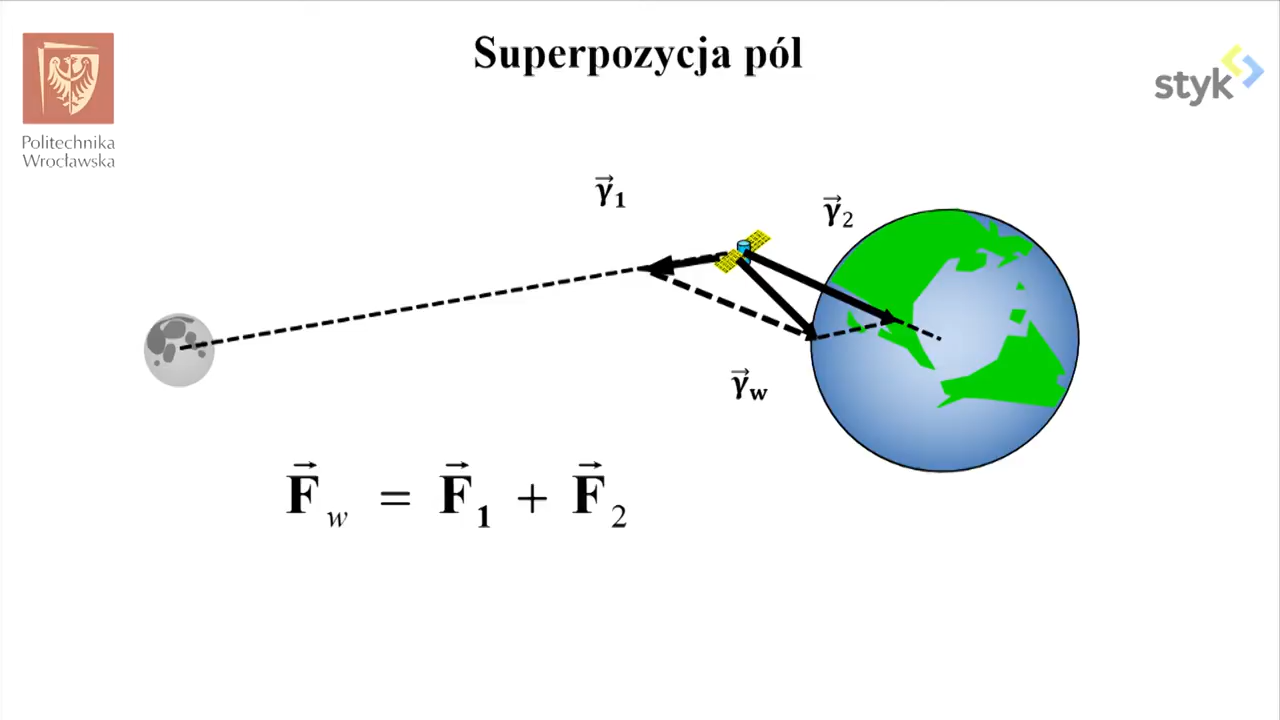 Superpozycja pól
Politechnika
Wrocławska
styk
γ⃗₁
γ⃗₂
γ⃗w
F⃗w = F⃗₁ + F⃗₂